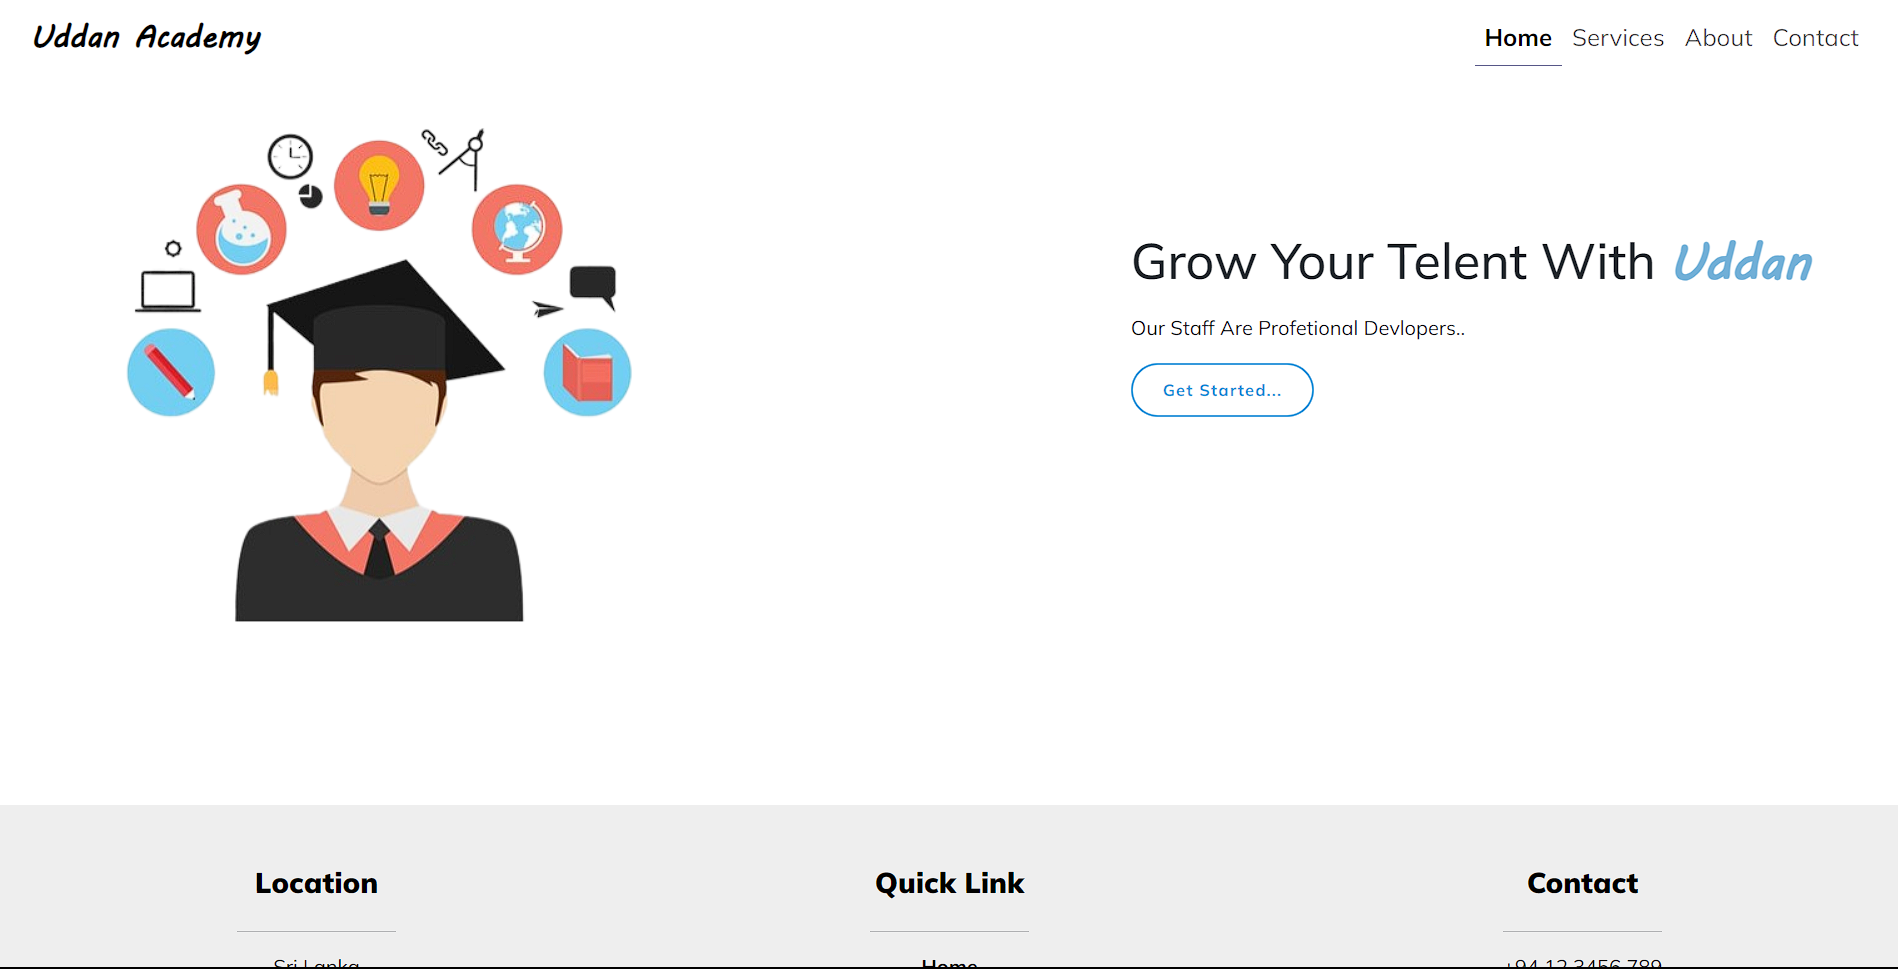 Uddan Academy
Home Services About Contact
Grow Your Telent With Uddan
Our Staff Are Profetional Devlopers..
Get Started...
Location
Quick Link
Contact
Sri Lanka
Home
+94 12 3456 789